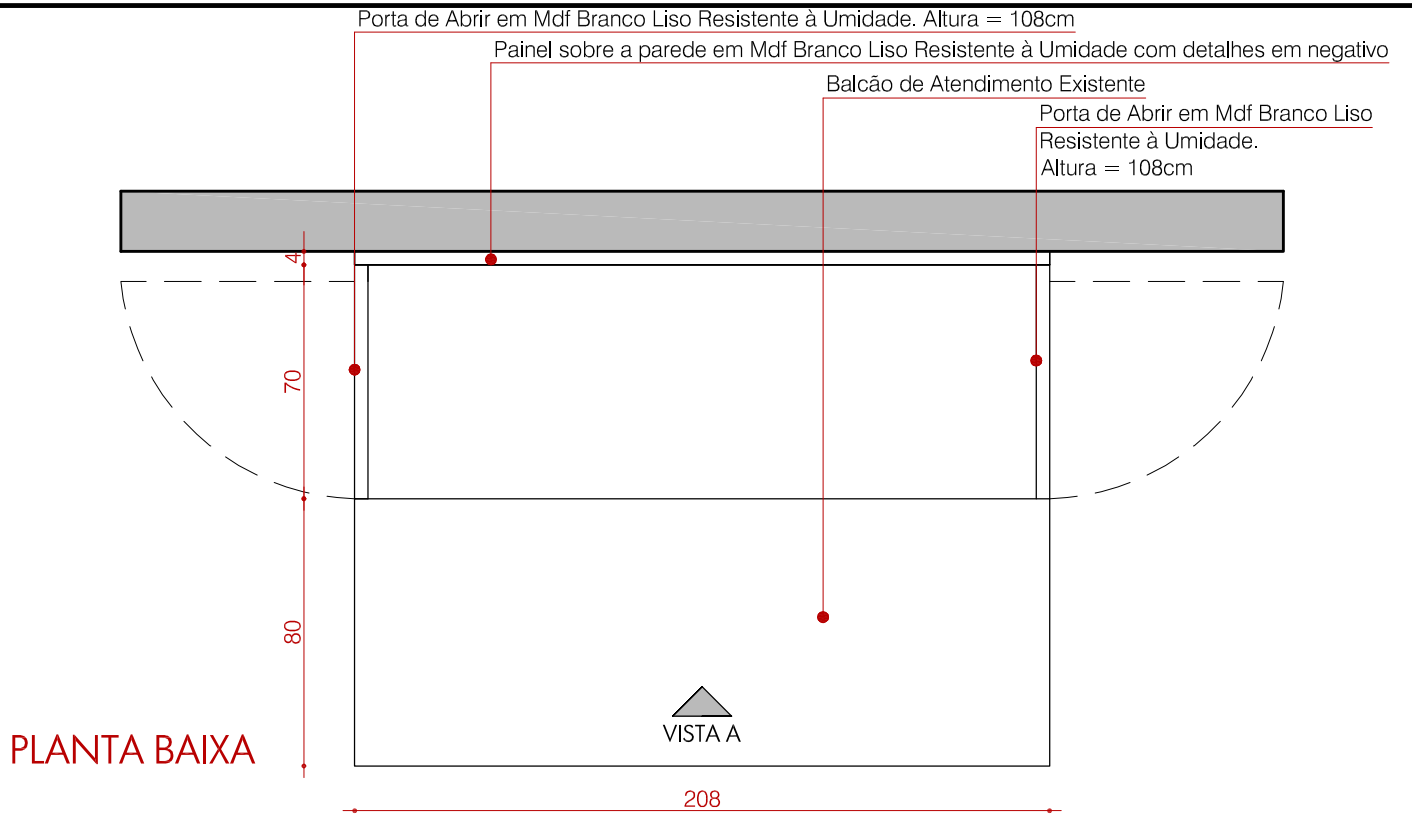 Porta de Abrir em Mdf Branco Liso Resistente à Umidade. Altura = 108cm
Painel sobre a parede em Mdf Branco Liso Resistente à Umidade com detalhes em negativo
Balcão de Atendimento Existente
Porta de Abrir em Mdf Branco Liso
Resistente à Umidade.
Altura = 108cm
4
70
80
VISTA A
PLANTA BAIXA
208